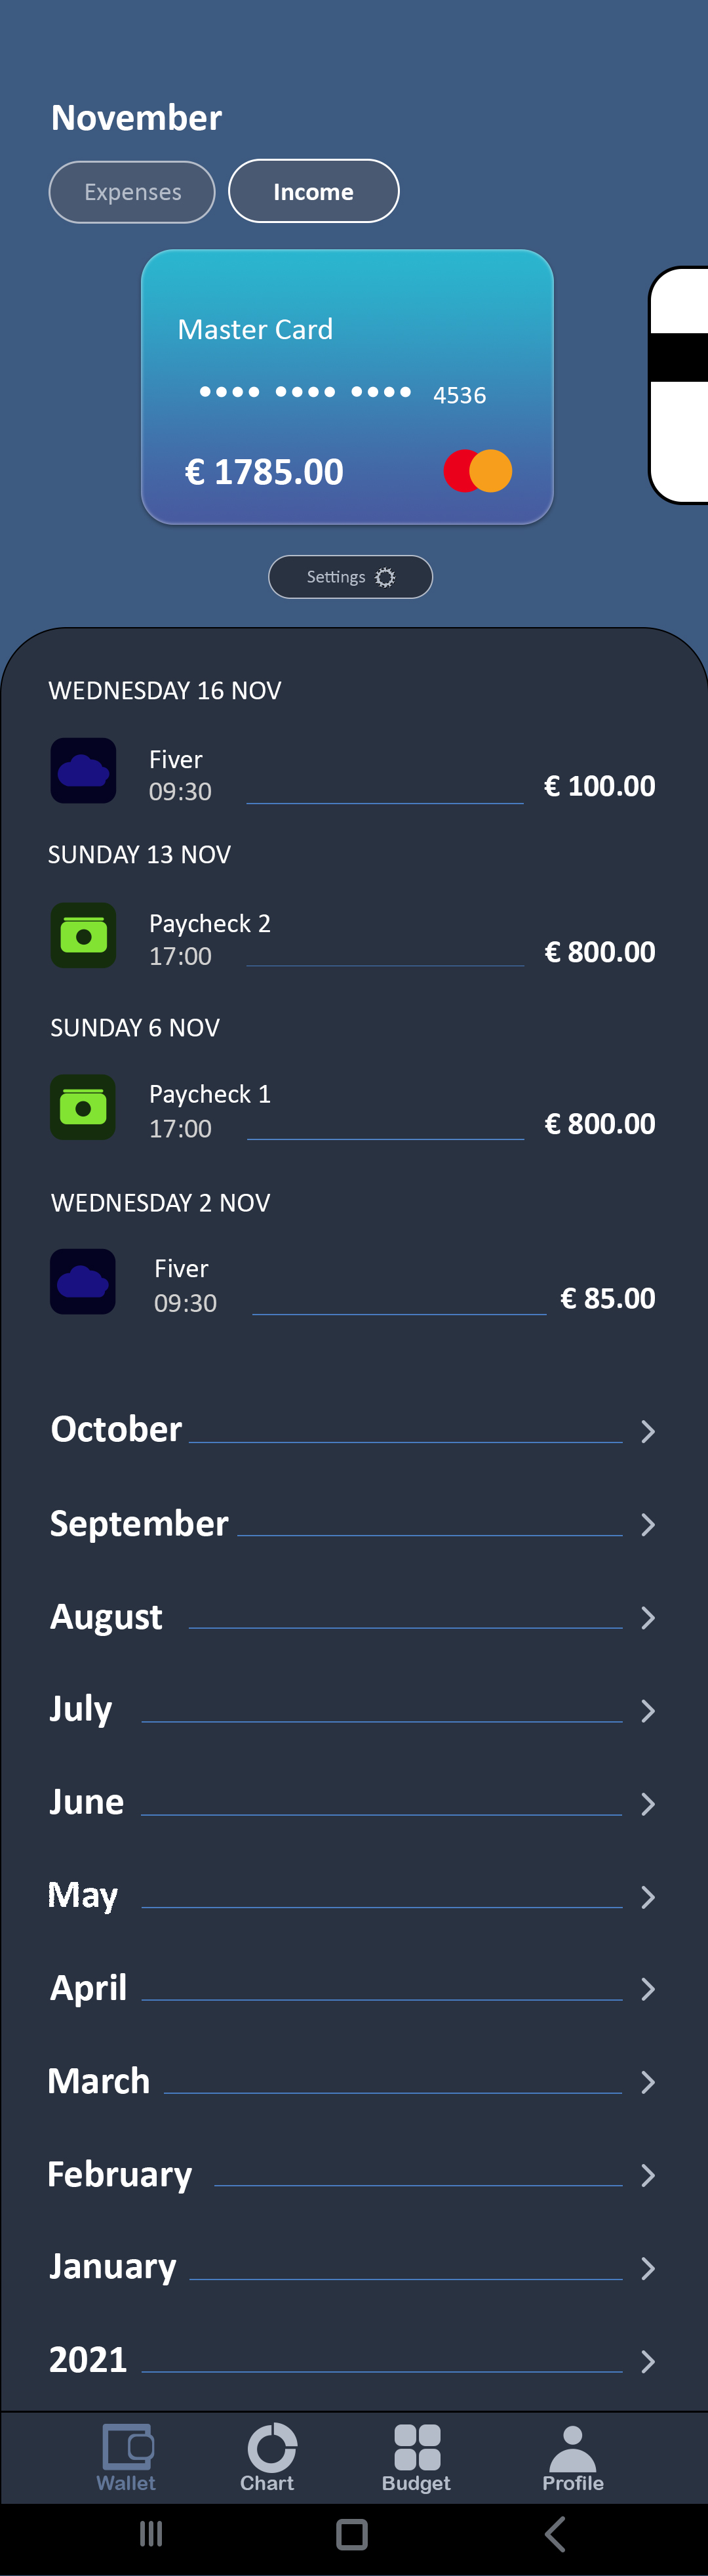 November
Expenses
Income
Master Card
•••• •••• •••• 4536
€ 1785.00
Settings
WEDNESDAY 16 NOV
Fiver
09:30
€ 100.00
SUNDAY 13 NOV
Paycheck 2
17:00
€ 800.00
SUNDAY 6 NOV
Paycheck 1
17:00
€ 800.00
WEDNESDAY 2 NOV
Fiver
09:30
€ 85.00
October
September
August
July
June
May
April
March
February
January
2021
Wallet
Chart
Budget
Profile